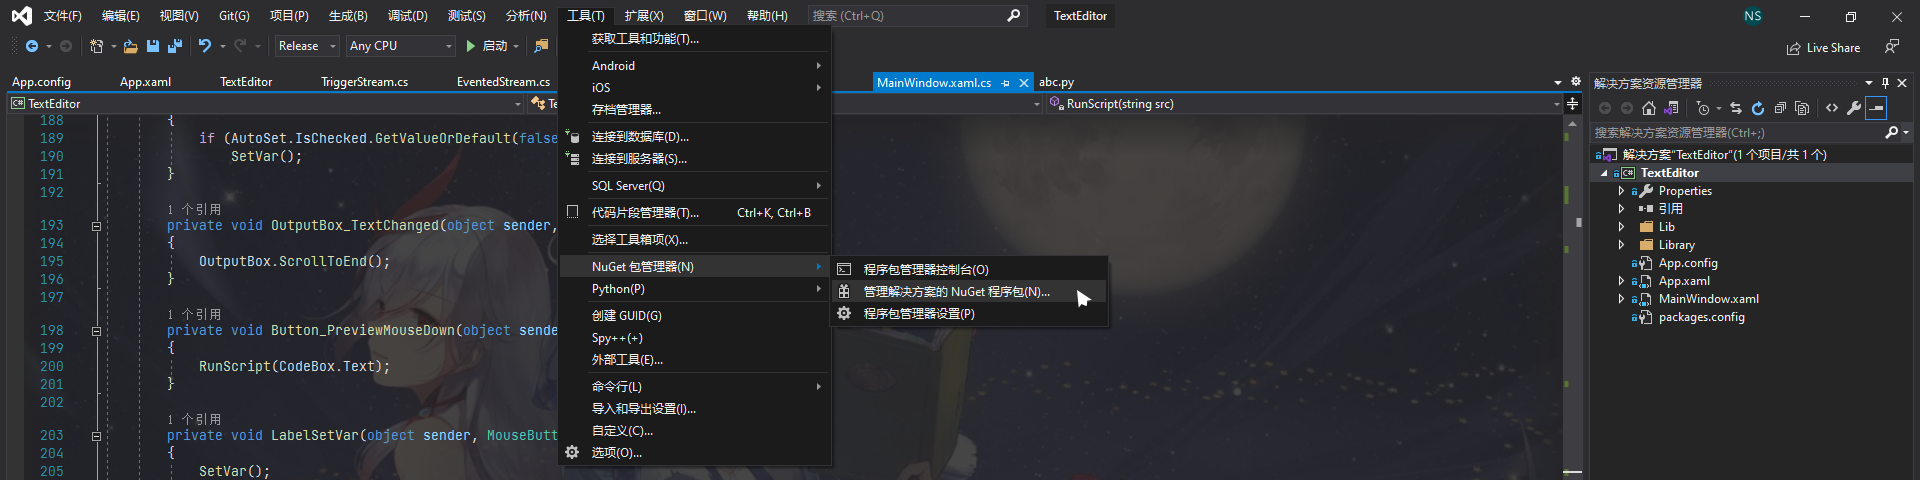 文件(F) 编辑(E) 视图(V) Git(G) 项目(P) 生成(B) 调试(D) 测试(S) 分析(N) 工具(T) 扩展(X) 窗口(W) 帮助(H) 搜索 (Ctrl+Q) TextEditor NS
Release Any CPU 启动 Live Share
App.config App.xaml TextEditor TriggerStream.cs EventedStream.cs MainWindow.xaml.cs abc.py
TextEditor Te RunScript(string src)
188 {
189 if (AutoSet.IsChecked.GetValueOrDefault(false
190 SetVar();
191 }
192
1 个引用
193 private void OutputBox_TextChanged(object sender,
194 {
195 OutputBox.ScrollToEnd();
196 }
197
1 个引用
198 private void Button_PreviewMouseDown(object sende
199 {
200 RunScript(CodeBox.Text);
201 }
202
1 个引用
203 private void LabelSetVar(object sender, MouseButt
204 {
205 SetVar();
获取工具和功能(T)...
Android
iOS
存档管理器...
连接到数据库(D)...
连接到服务器(S)...
SQL Server(Q)
代码片段管理器(T)... Ctrl+K, Ctrl+B
选择工具箱项(X)...
NuGet 包管理器(N)
Python(P)
创建 GUID(G)
Spy++(+)
外部工具(E)...
命令行(L)
导入和导出设置(I)...
自定义(C)...
选项(O)...
程序包管理器控制台(O)
管理解决方案的 NuGet 程序包(N)...
程序包管理器设置(P)
解决方案资源管理器
搜索解决方案资源管理器(Ctrl+;)
解决方案"TextEditor"(1 个项目/共 1 个)
TextEditor
Properties
引用
Lib
Library
App.config
App.xaml
MainWindow.xaml
packages.config